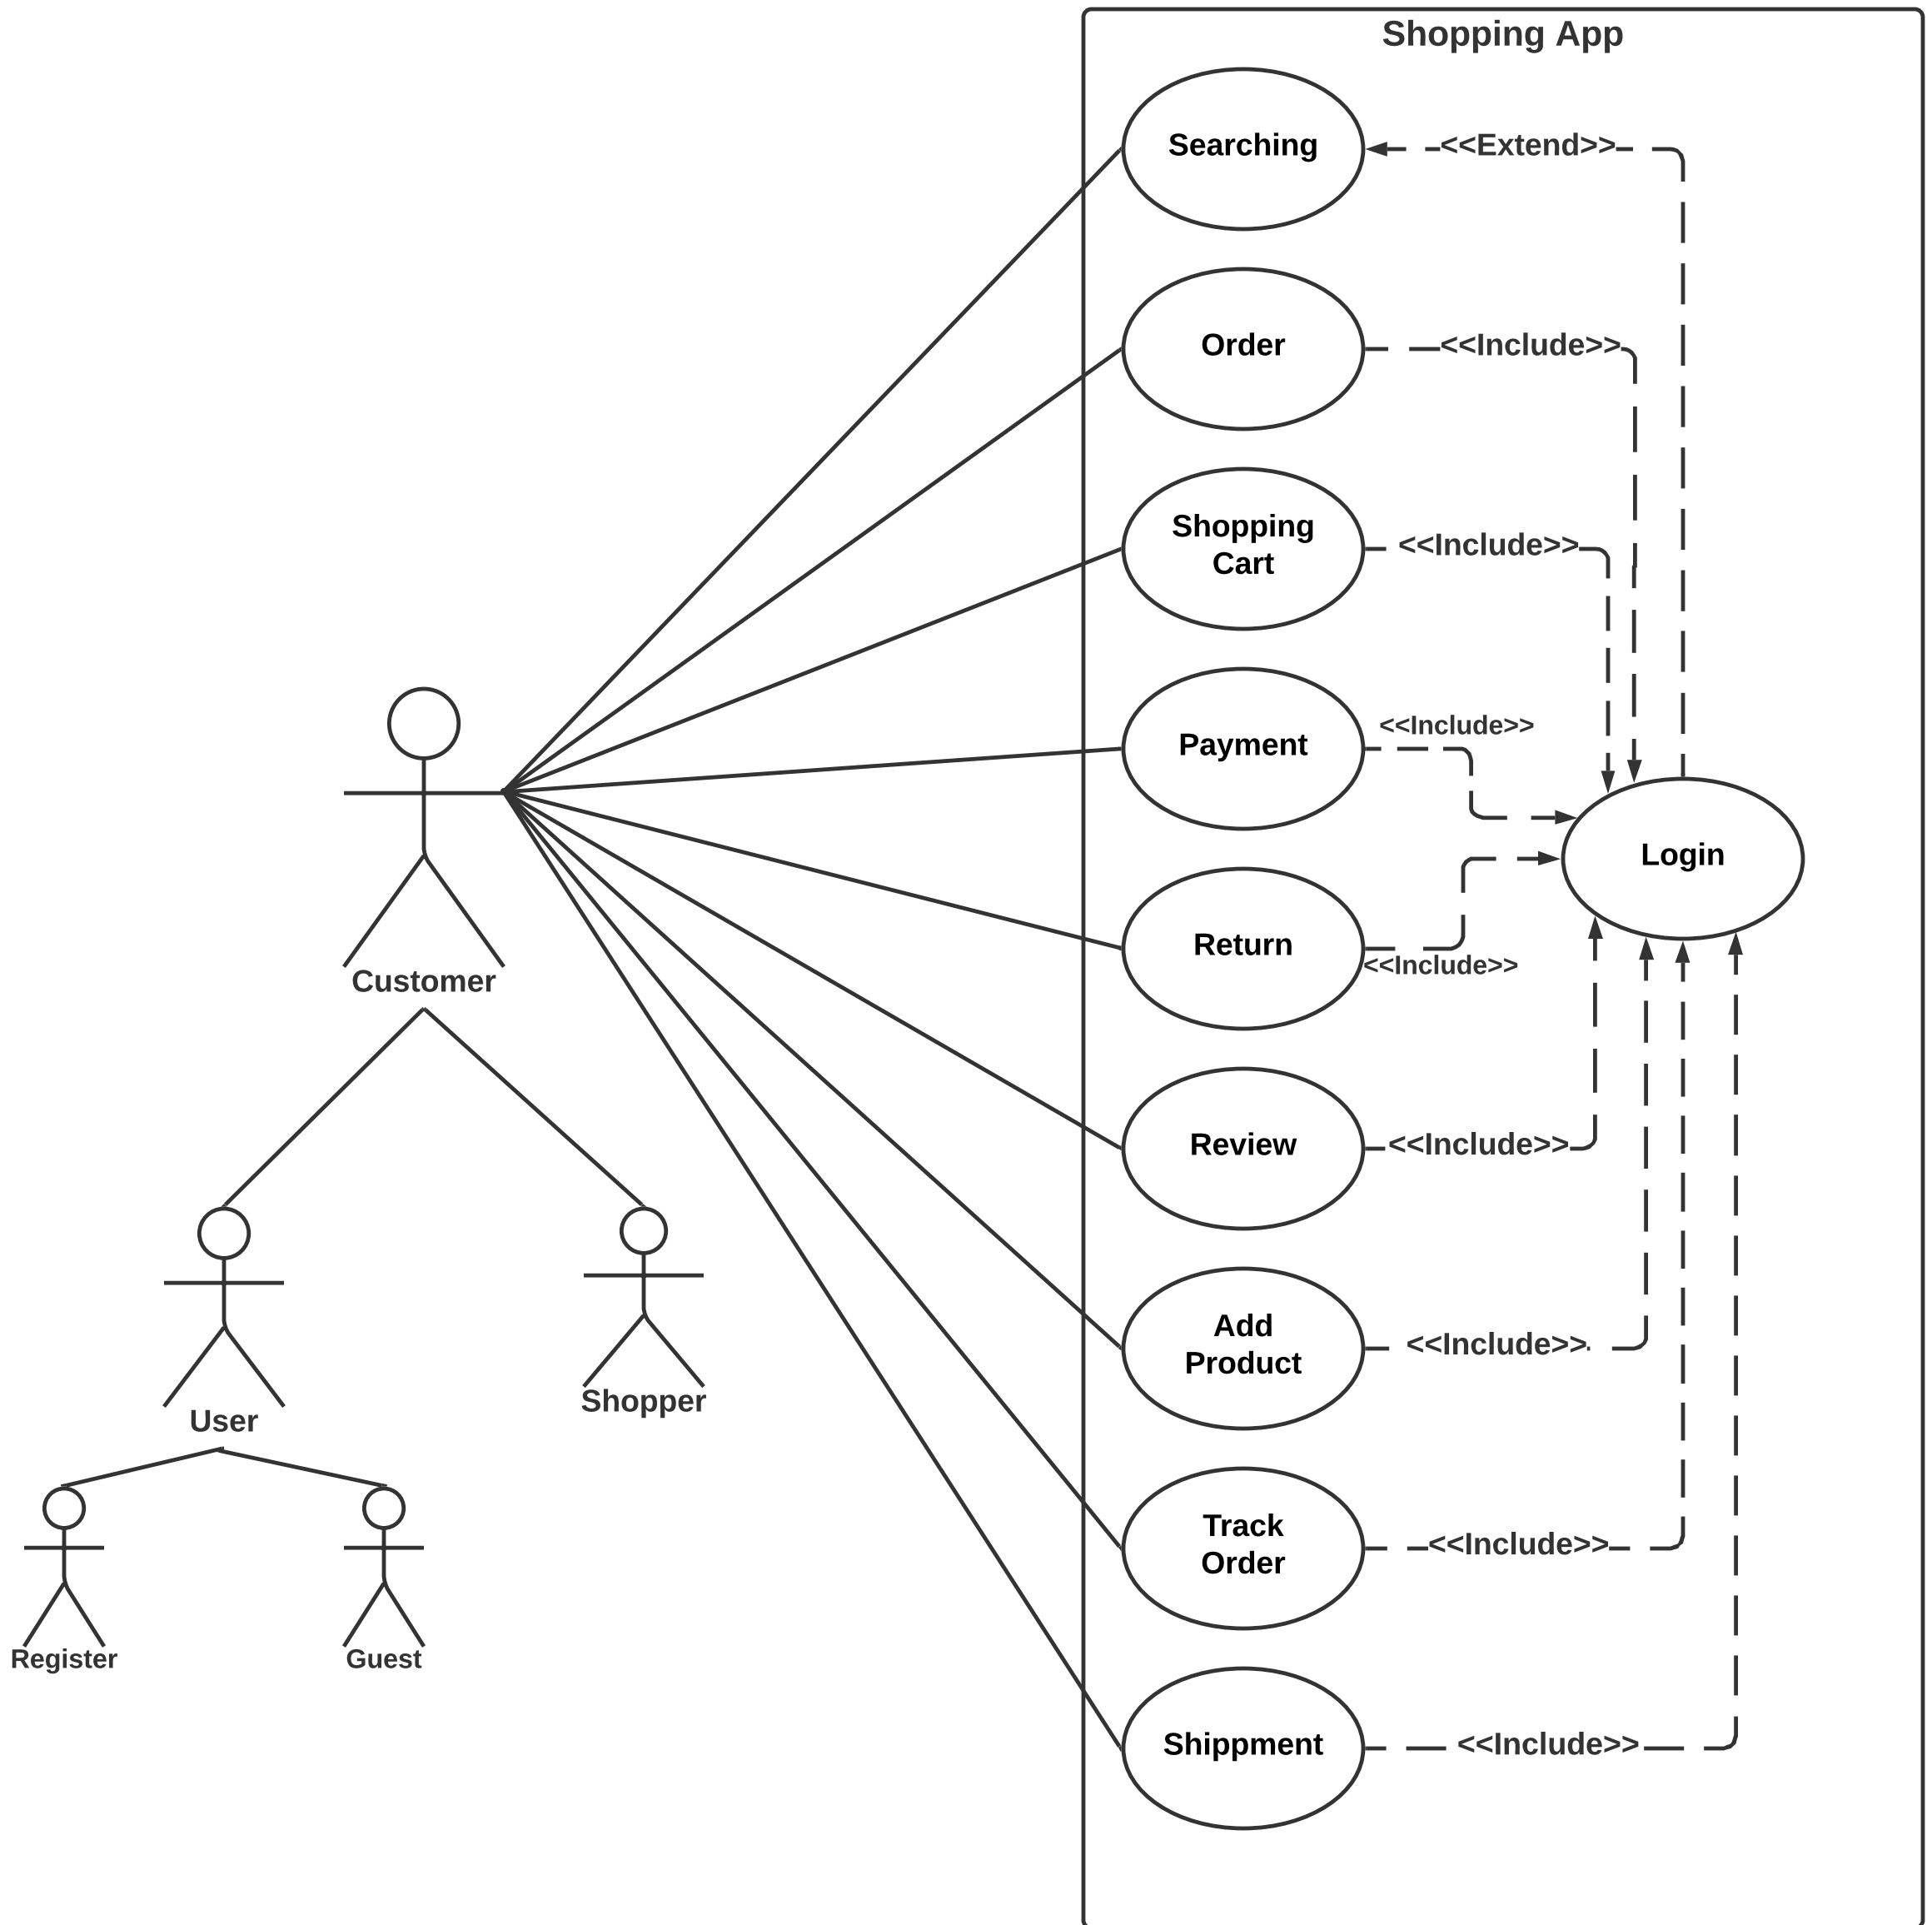 Shopping App
Searching
<<Extend>>
Order
<<Include>>
Shopping
Cart
<<Include>>
Payment
<<Include>>
Login
Return
<<Include>>
Customer
Review
<<Include>>
Add
Product
<<Include>>
User
Shopper
Track
Order
<<Include>>
Register
Guest
Shippment
<<Include>>